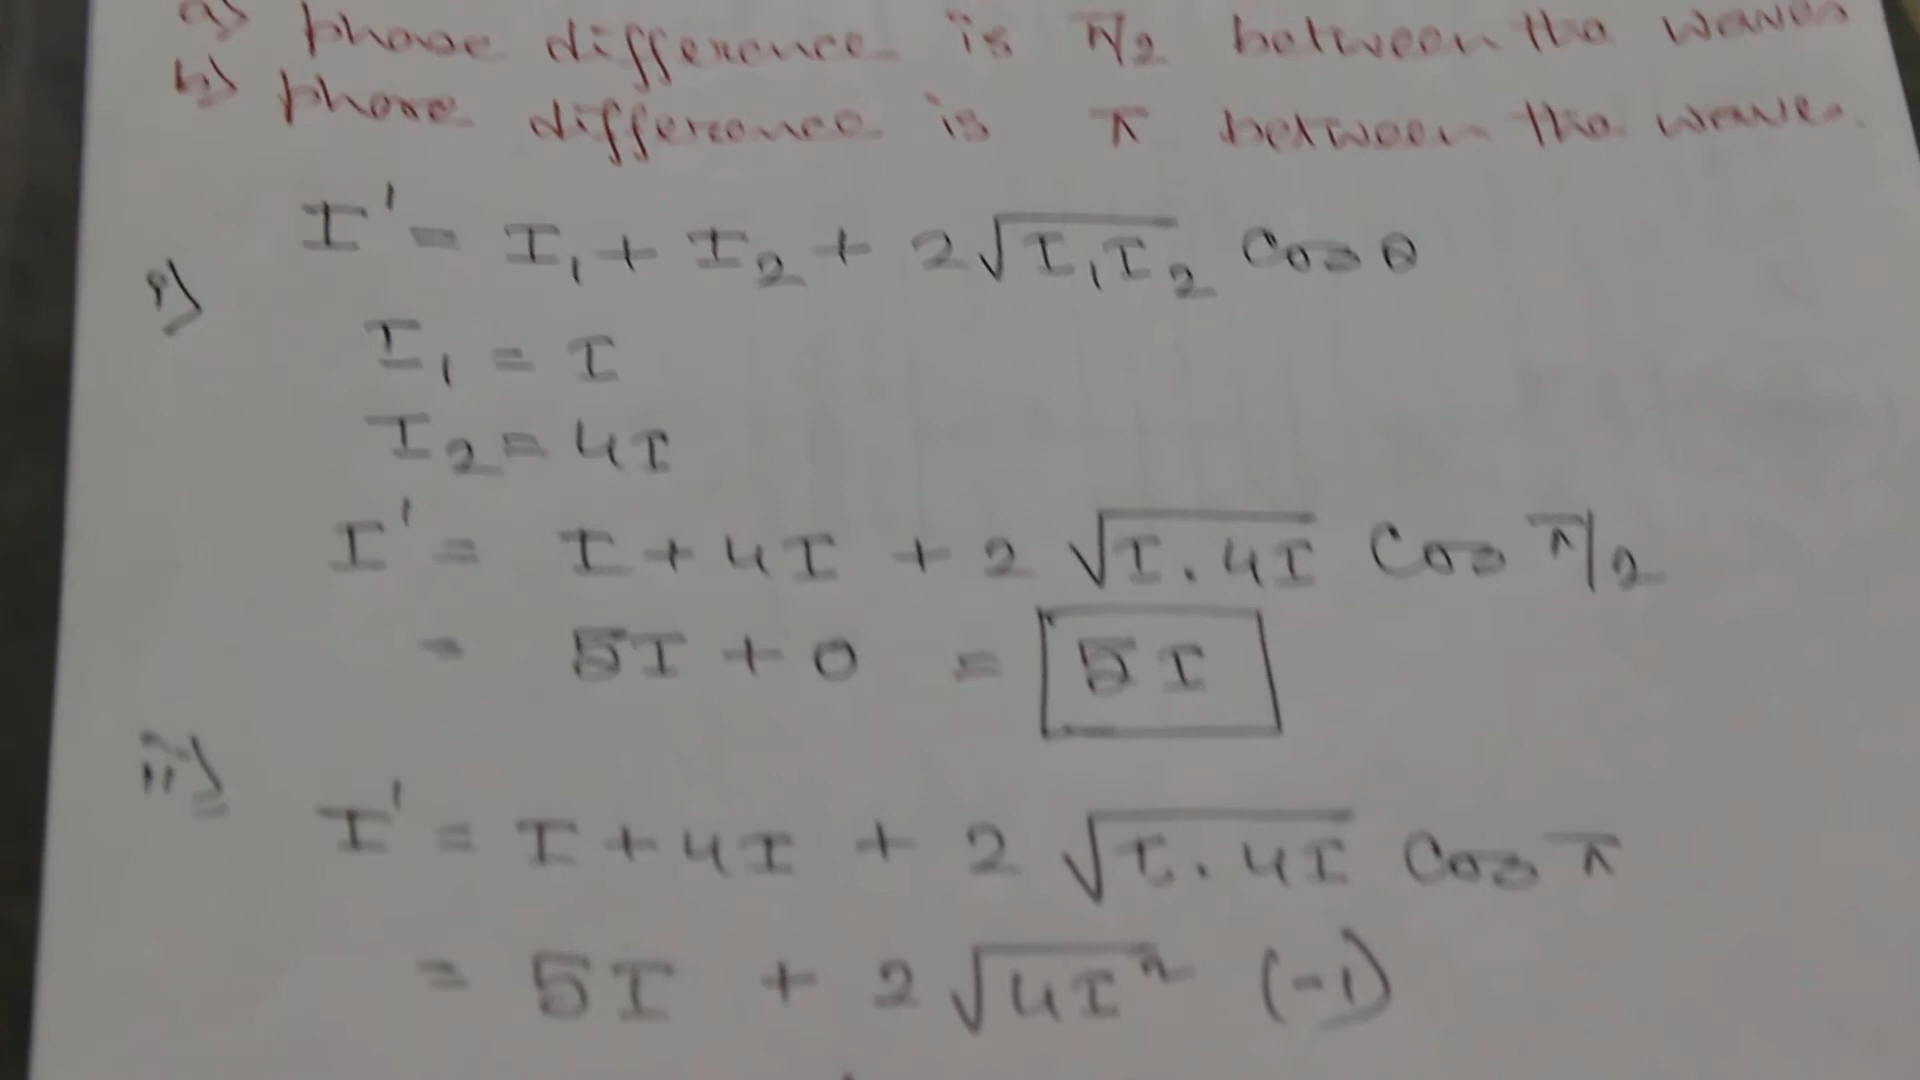 a) phase difference is π/2 between the waves
b) phase difference is π between the waves.
I' = I₁ + I₂ + 2√(I₁I₂) Cos θ
i)
I₁ = I
I₂ = 4I
I' = I + 4I + 2 √(I . 4I) Cos π/2
= 5I + 0 = 5I
ii)
I' = I + 4I + 2 √(I . 4I) Cos π
= 5I + 2 √(4I²) (-1)